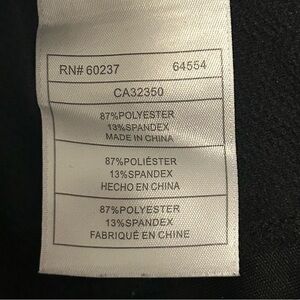 RN# 60237 64554
CA32350
87%POLYESTER
13%SPANDEX
MADE IN CHINA
87%POLIÉSTER
13%SPANDEX
HECHO EN CHINA
87%POLYESTER
13%SPANDEX
FABRIQUÉ EN CHINE